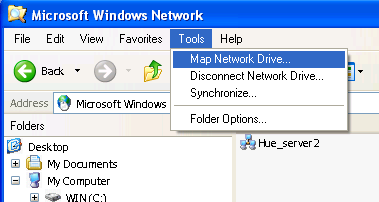 Microsoft Windows Network
File Edit View Favorites Tools Help
Back
Map Network Drive...
Disconnect Network Drive...
Synchronize...
Folder Options...
Address Microsoft Windows
Folders
Desktop
My Documents
My Computer
WIN (C:)
Hue_server2